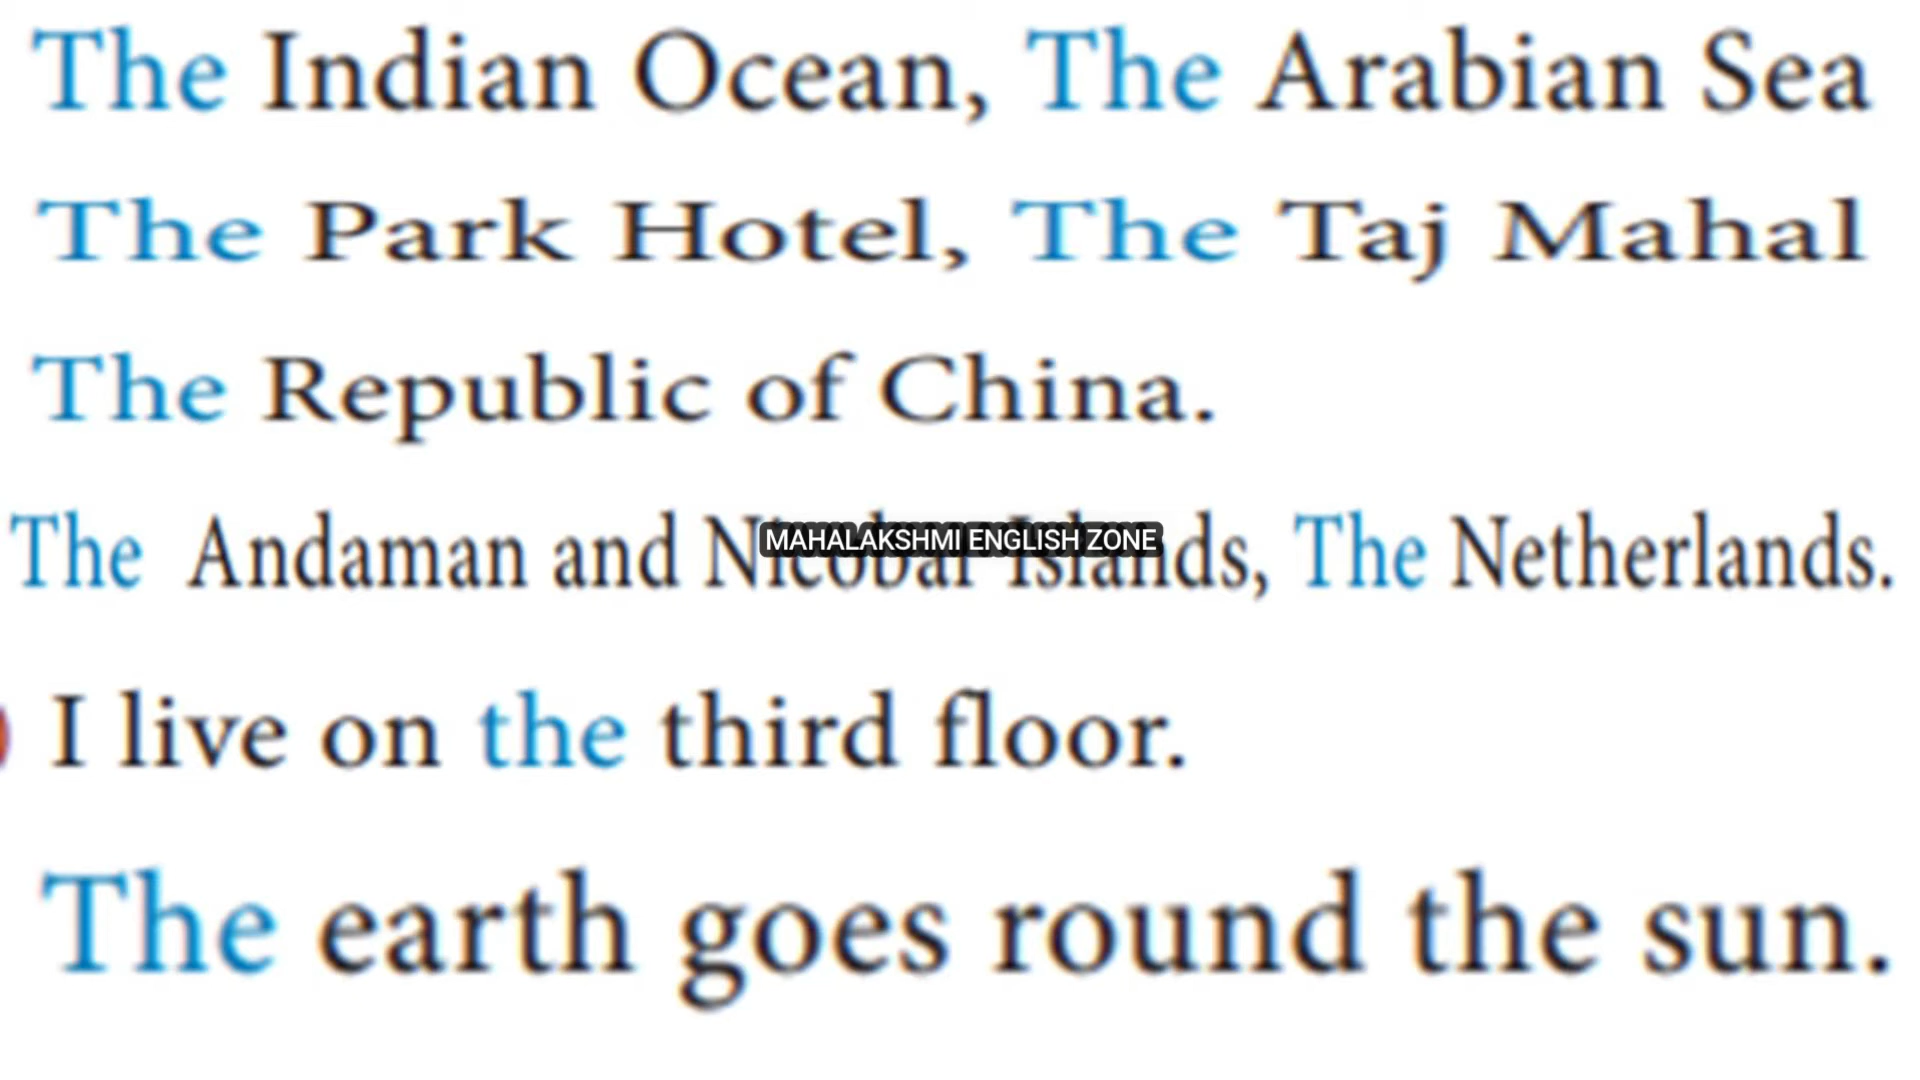 The Indian Ocean, The Arabian Sea
The Park Hotel, The Taj Mahal
The Republic of China.
The Andaman and Nicobar Islands, The Netherlands.
MAHALAKSHMI ENGLISH ZONE
I live on the third floor.
The earth goes round the sun.